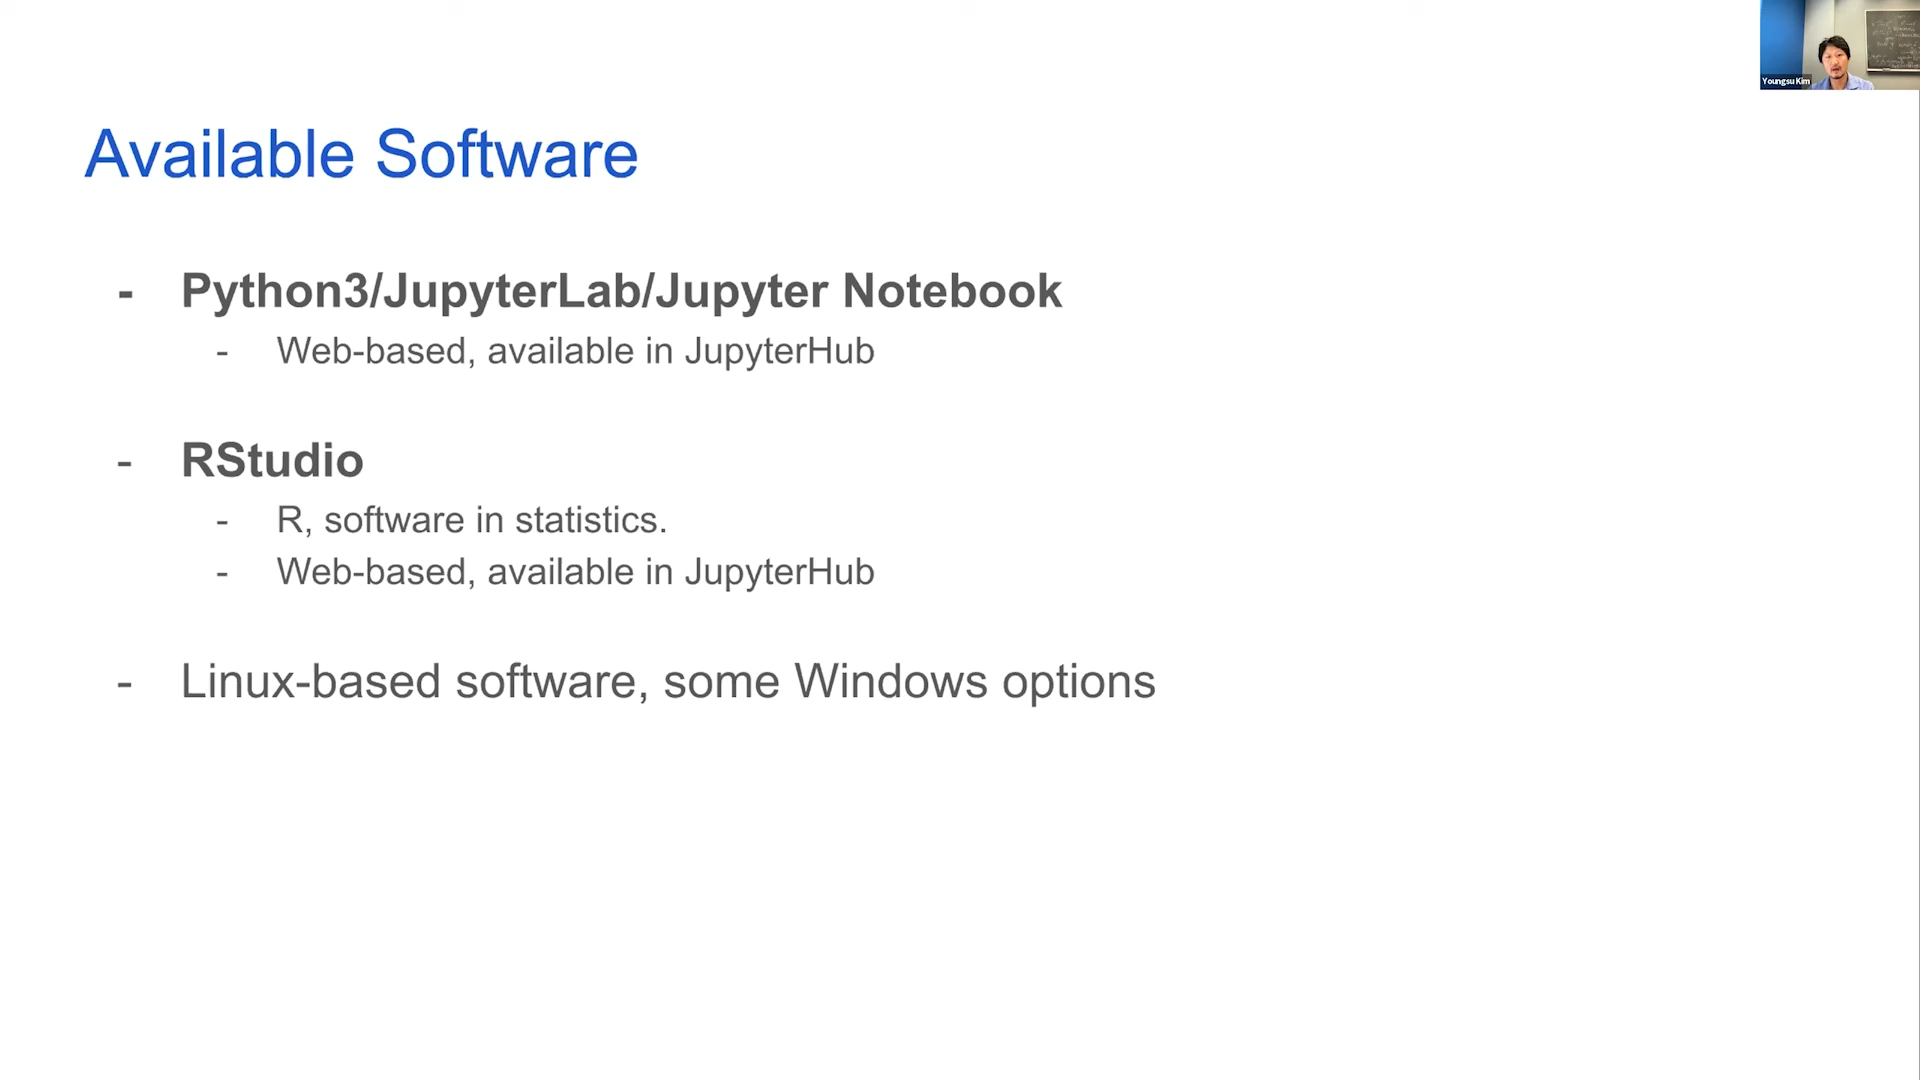 Youngsu Kim
Available Software
- Python3/JupyterLab/Jupyter Notebook
- Web-based, available in JupyterHub
- RStudio
- R, software in statistics.
- Web-based, available in JupyterHub
- Linux-based software, some Windows options